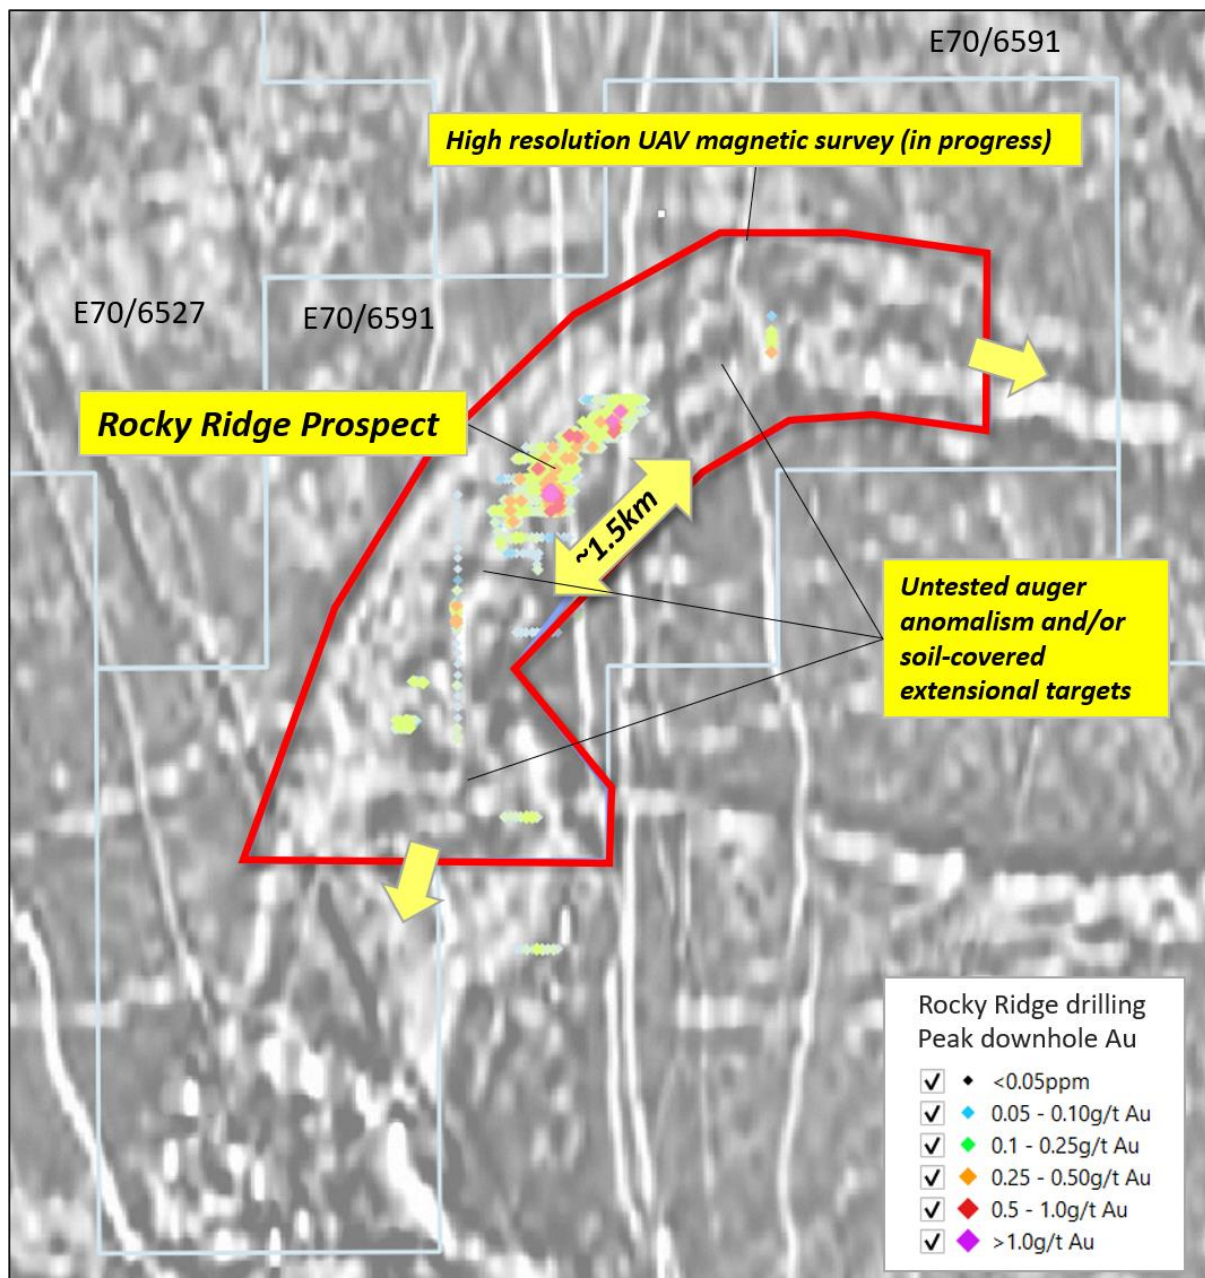 E70/6591
High resolution UAV magnetic survey (in progress)
E70/6527
E70/6591
Rocky Ridge Prospect
~1.5km
Untested auger
anomalism and/or
soil-covered
extensional targets
Rocky Ridge drilling
Peak downhole Au
<0.05ppm
0.05 - 0.10g/t Au
0.1 - 0.25g/t Au
0.25 - 0.50g/t Au
0.5 - 1.0g/t Au
>1.0g/t Au